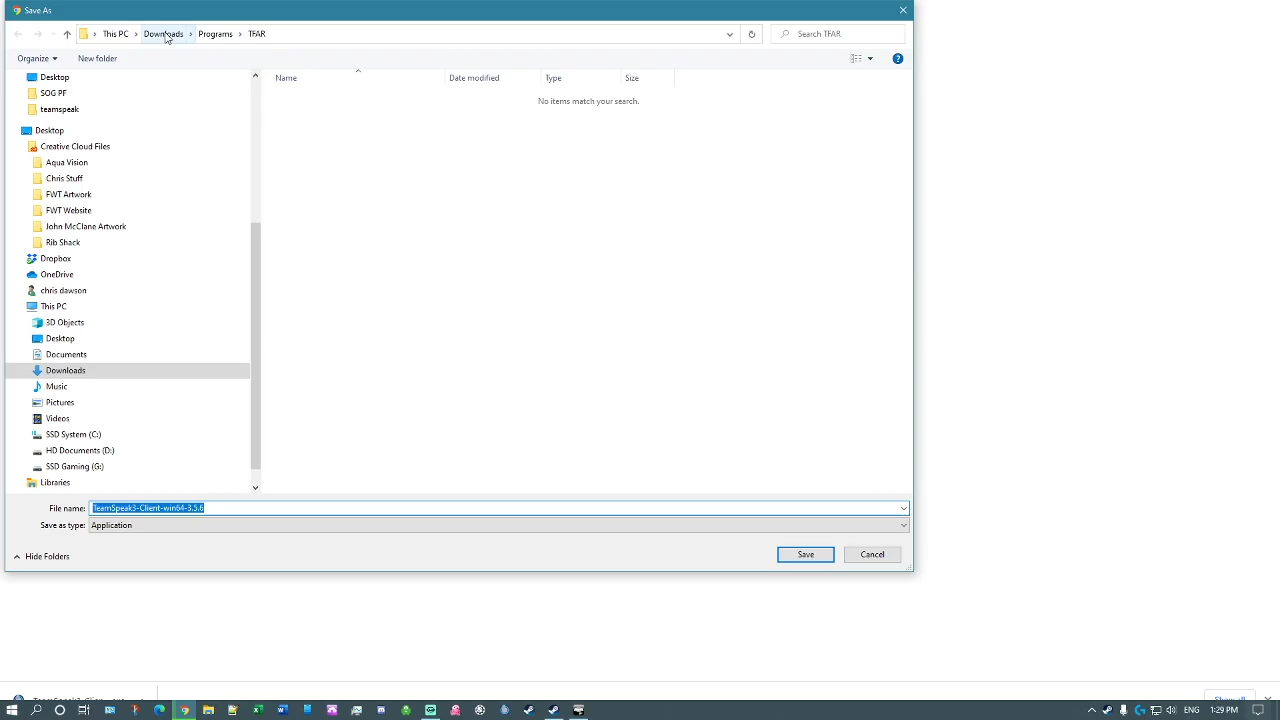 Save As
This PC > Downloads > Programs > TFAR
Search TFAR
Organize
New folder
Name
Date modified
Type
Size
No items match your search.
Desktop
SOG PF
teamspeak
Desktop
Creative Cloud Files
Aqua Vision
Chris Stuff
FWT Artwork
FWT Website
John McClane Artwork
Rib Shack
Dropbox
OneDrive
chris dawson
This PC
3D Objects
Desktop
Documents
Downloads
Music
Pictures
Videos
SSD System (C:)
HD Documents (D:)
SSD Gaming (G:)
Libraries
File name: TeamSpeak3-Client-win64-3.5.6
Save as type: Application
Hide Folders
Save
Cancel
Show all
ENG
1:29 PM